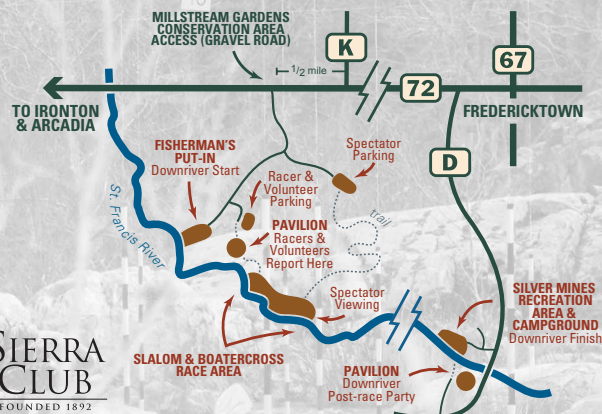 MILLSTREAM GARDENS
CONSERVATION AREA
ACCESS (GRAVEL ROAD)
K
67
1/2 mile
72
TO IRONTON
& ARCADIA
FREDERICKTOWN
FISHERMAN'S
PUT-IN
Downriver Start
Spectator
Parking
D
Racer &
Volunteer
Parking
St. Francis River
trail
PAVILION
Racers &
Volunteers
Report Here
Spectator
Viewing
SILVER MINES
RECREATION
AREA &
CAMPGROUND
Downriver Finish
SLALOM & BOATERCROSS
RACE AREA
PAVILION
Downriver
Post-race Party
SIERRA
CLUB
FOUNDED 1892